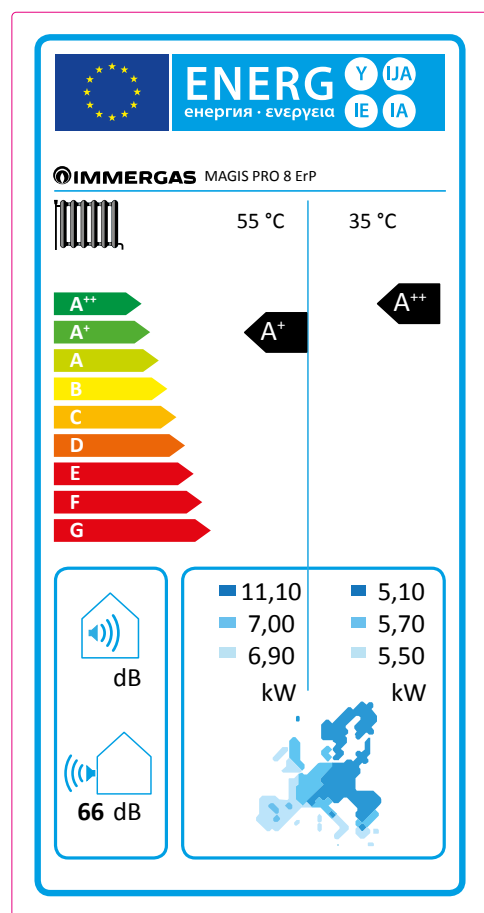 ENERG Y IJA
енергия · ενεργεια IE IA
IMMERGAS MAGIS PRO 8 ErP
55 °C 35 °C
A++
A++
A+
A+
A
B
C
D
E
F
G
11,10 5,10
7,00 5,70
6,90 5,50
kW kW
dB
66 dB